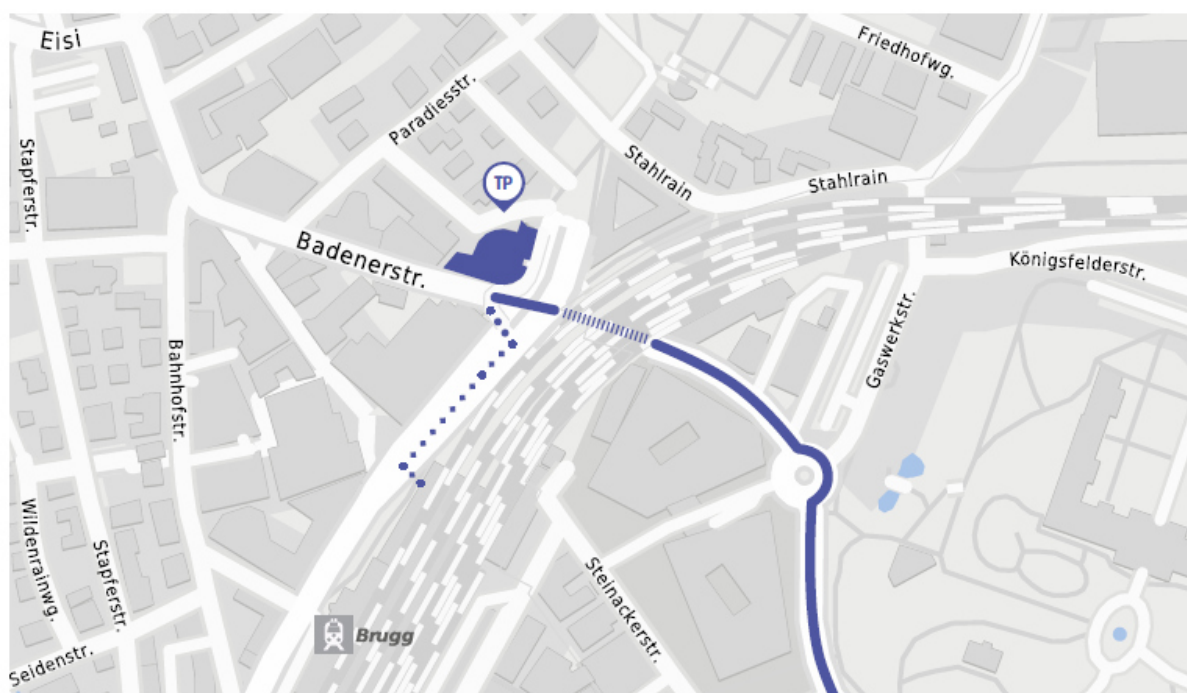 Eisi
Friedhofwg.
Paradiesstr.
Stapferstr.
Stahlrain
Stahlrain
TP
Badenerstr.
Königsfelderstr.
Gaswerkstr.
Bahnhofstr.
Wildenrainwg.
Stapferstr.
Steinackerstr.
Brugg
Seidenstr.